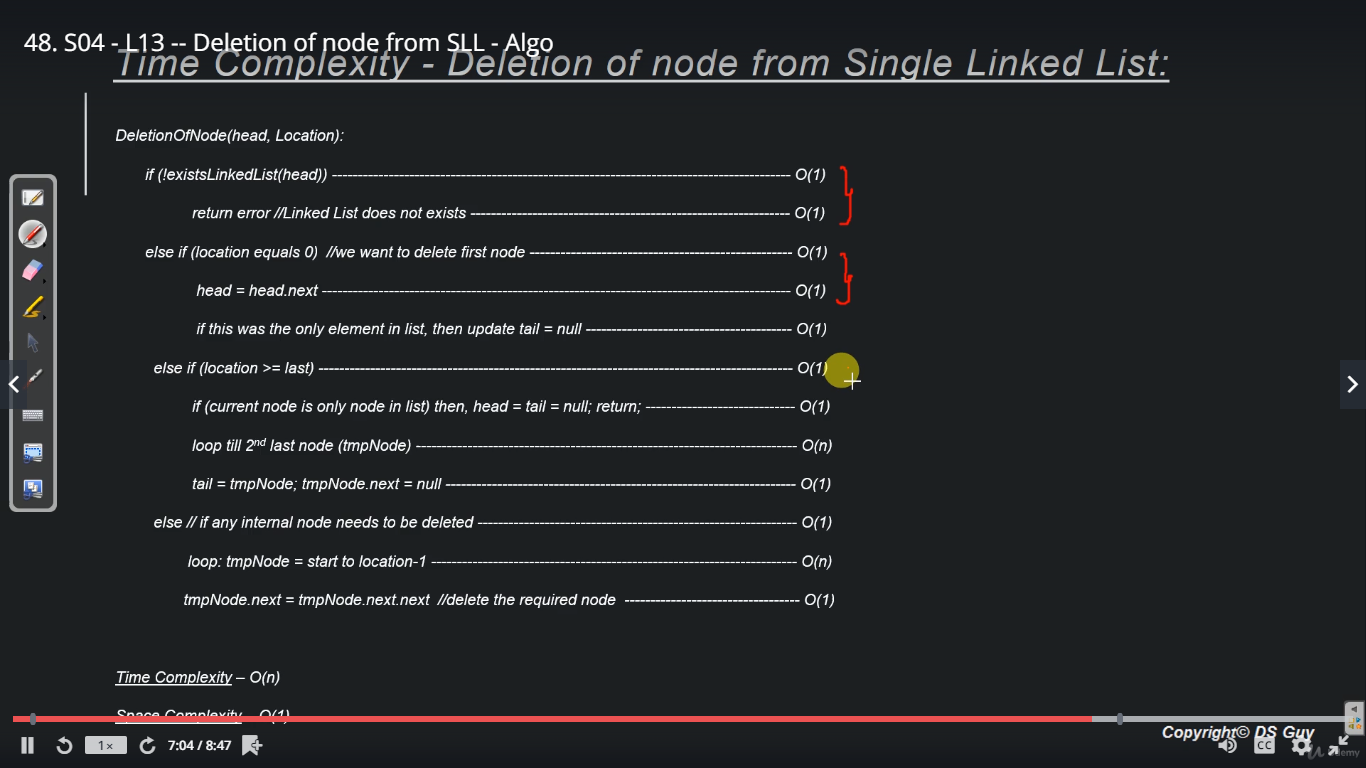 48. S04 - L13 -- Deletion of node from SLL - Algo
Time Complexity - Deletion of node from Single Linked List:
DeletionOfNode(head, Location):
if (!existsLinkedList(head)) ---------- O(1)
return error //Linked List does not exists ---------- O(1)
else if (location equals 0) //we want to delete first node ---------- O(1)
head = head.next ---------- O(1)
if this was the only element in list, then update tail = null ---------- O(1)
else if (location >= last) ---------- O(1)
if (current node is only node in list) then, head = tail = null; return; ---------- O(1)
loop till 2nd last node (tmpNode) ---------- O(n)
tail = tmpNode; tmpNode.next = null ---------- O(1)
else // if any internal node needs to be deleted ---------- O(1)
loop: tmpNode = start to location-1 ---------- O(n)
tmpNode.next = tmpNode.next.next //delete the required node ---------- O(1)
Time Complexity – O(n)
Space Complexity – O(1)
Copyright© DS Guy
1x 7:04 / 8:47 CC